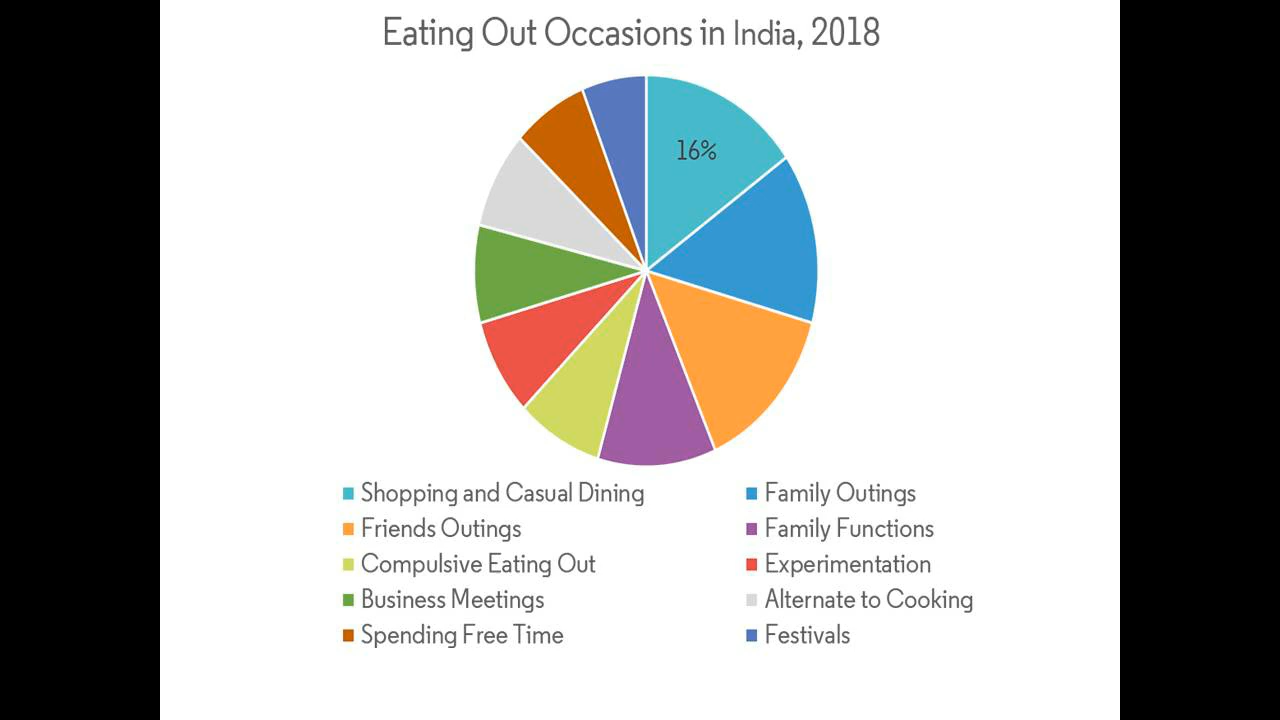 Eating Out Occasions in India, 2018
16%
Shopping and Casual Dining
Family Outings
Friends Outings
Family Functions
Compulsive Eating Out
Experimentation
Business Meetings
Alternate to Cooking
Spending Free Time
Festivals